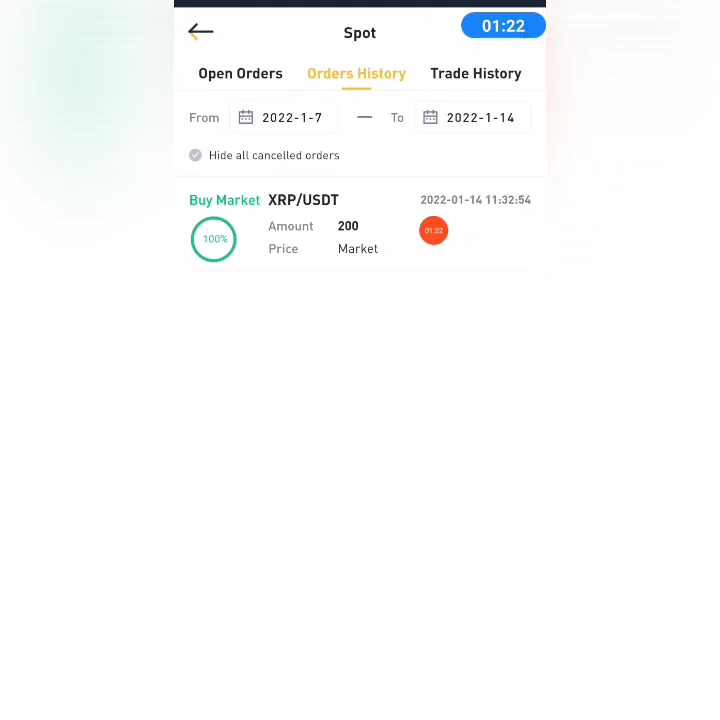 Spot
01:22
Open Orders Orders History Trade History
From 2022-1-7 — To 2022-1-14
Hide all cancelled orders
Buy Market XRP/USDT 2022-01-14 11:32:54
100% Amount 200 01:22
Price Market